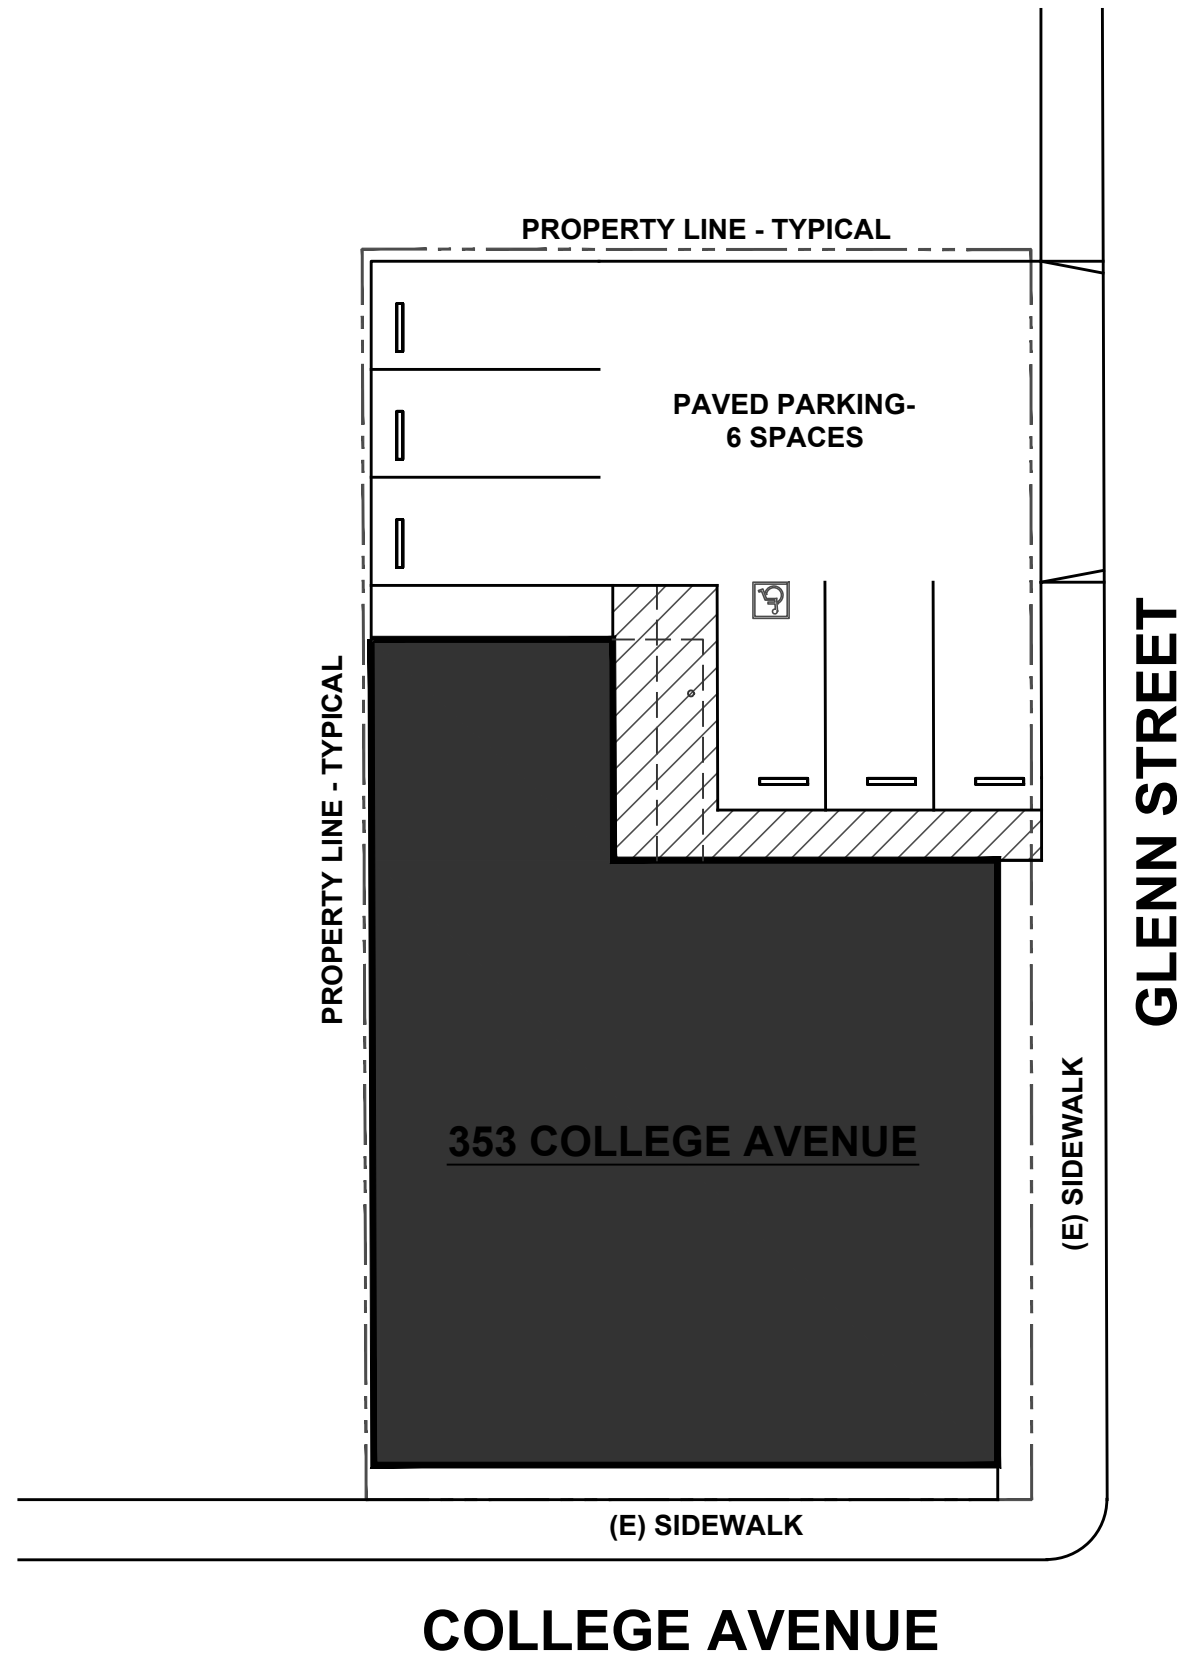 PROPERTY LINE - TYPICAL
PAVED PARKING-
6 SPACES
PROPERTY LINE - TYPICAL
GLENN STREET
353 COLLEGE AVENUE
(E) SIDEWALK
(E) SIDEWALK
COLLEGE AVENUE